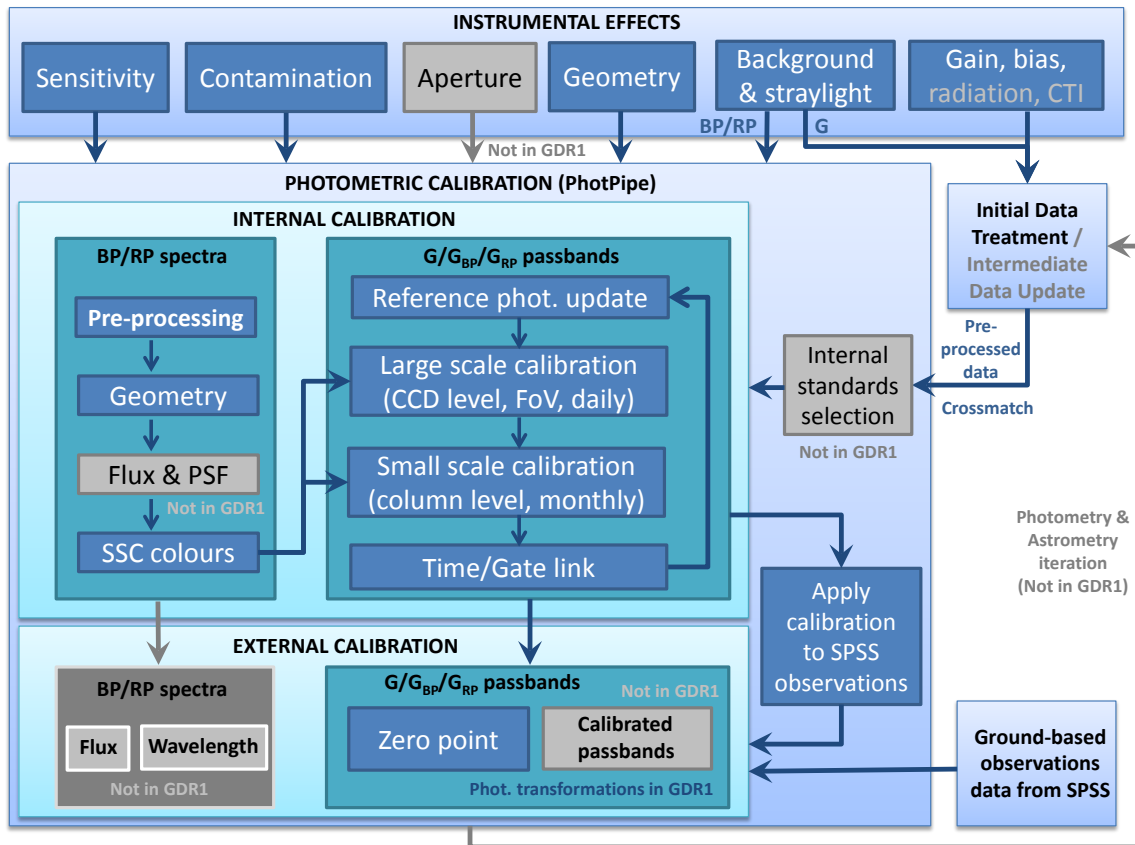 INSTRUMENTAL EFFECTS
Sensitivity
Contamination
Aperture
Geometry
Background
& straylight
Gain, bias,
radiation, CTI
BP/RP
G
Not in GDR1
PHOTOMETRIC CALIBRATION (PhotPipe)
INTERNAL CALIBRATION
BP/RP spectra
Pre-processing
Geometry
Flux & PSF
Not in GDR1
SSC colours
G/GBP/GRP passbands
Reference phot. update
Large scale calibration
(CCD level, FoV, daily)
Small scale calibration
(column level, monthly)
Time/Gate link
Initial Data
Treatment /
Intermediate
Data Update
Pre-
processed
data
Crossmatch
Internal
standards
selection
Not in GDR1
Photometry &
Astrometry
iteration
(Not in GDR1)
Apply
calibration
to SPSS
observations
EXTERNAL CALIBRATION
BP/RP spectra
Flux
Wavelength
Not in GDR1
G/GBP/GRP passbands
Not in GDR1
Zero point
Calibrated
passbands
Phot. transformations in GDR1
Ground-based
observations
data from SPSS